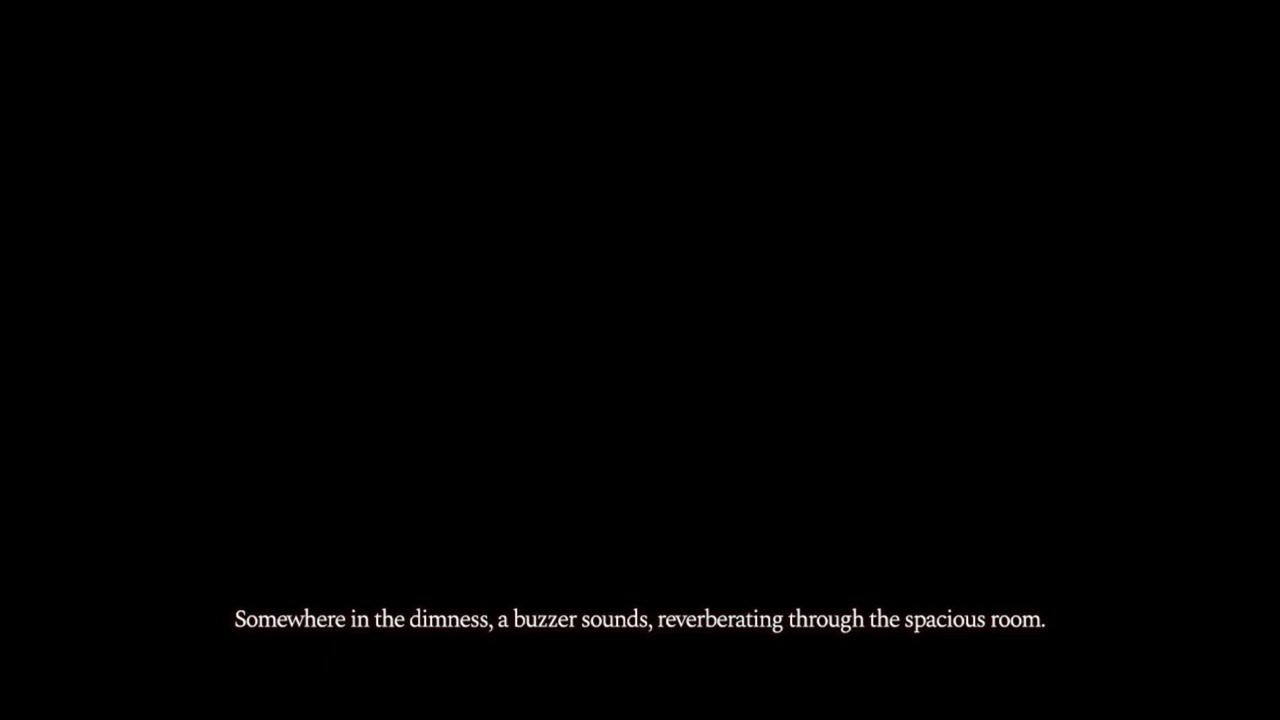 Somewhere in the dimness, a buzzer sounds, reverberating through the spacious room.